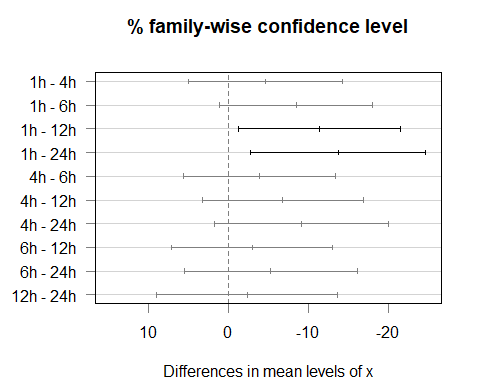 % family-wise confidence level
1h - 4h
1h - 6h
1h - 12h
1h - 24h
4h - 6h
4h - 12h
4h - 24h
6h - 12h
6h - 24h
12h - 24h
10 0 -10 -20
Differences in mean levels of x